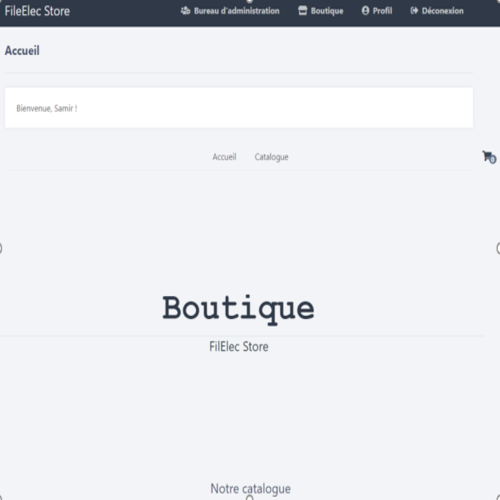 FileElec Store Bureau d'administration Boutique Profil Déconexion
Accueil
Bienvenue, Samir !
Accueil Catalogue
0
Boutique
FilElec Store
Notre catalogue